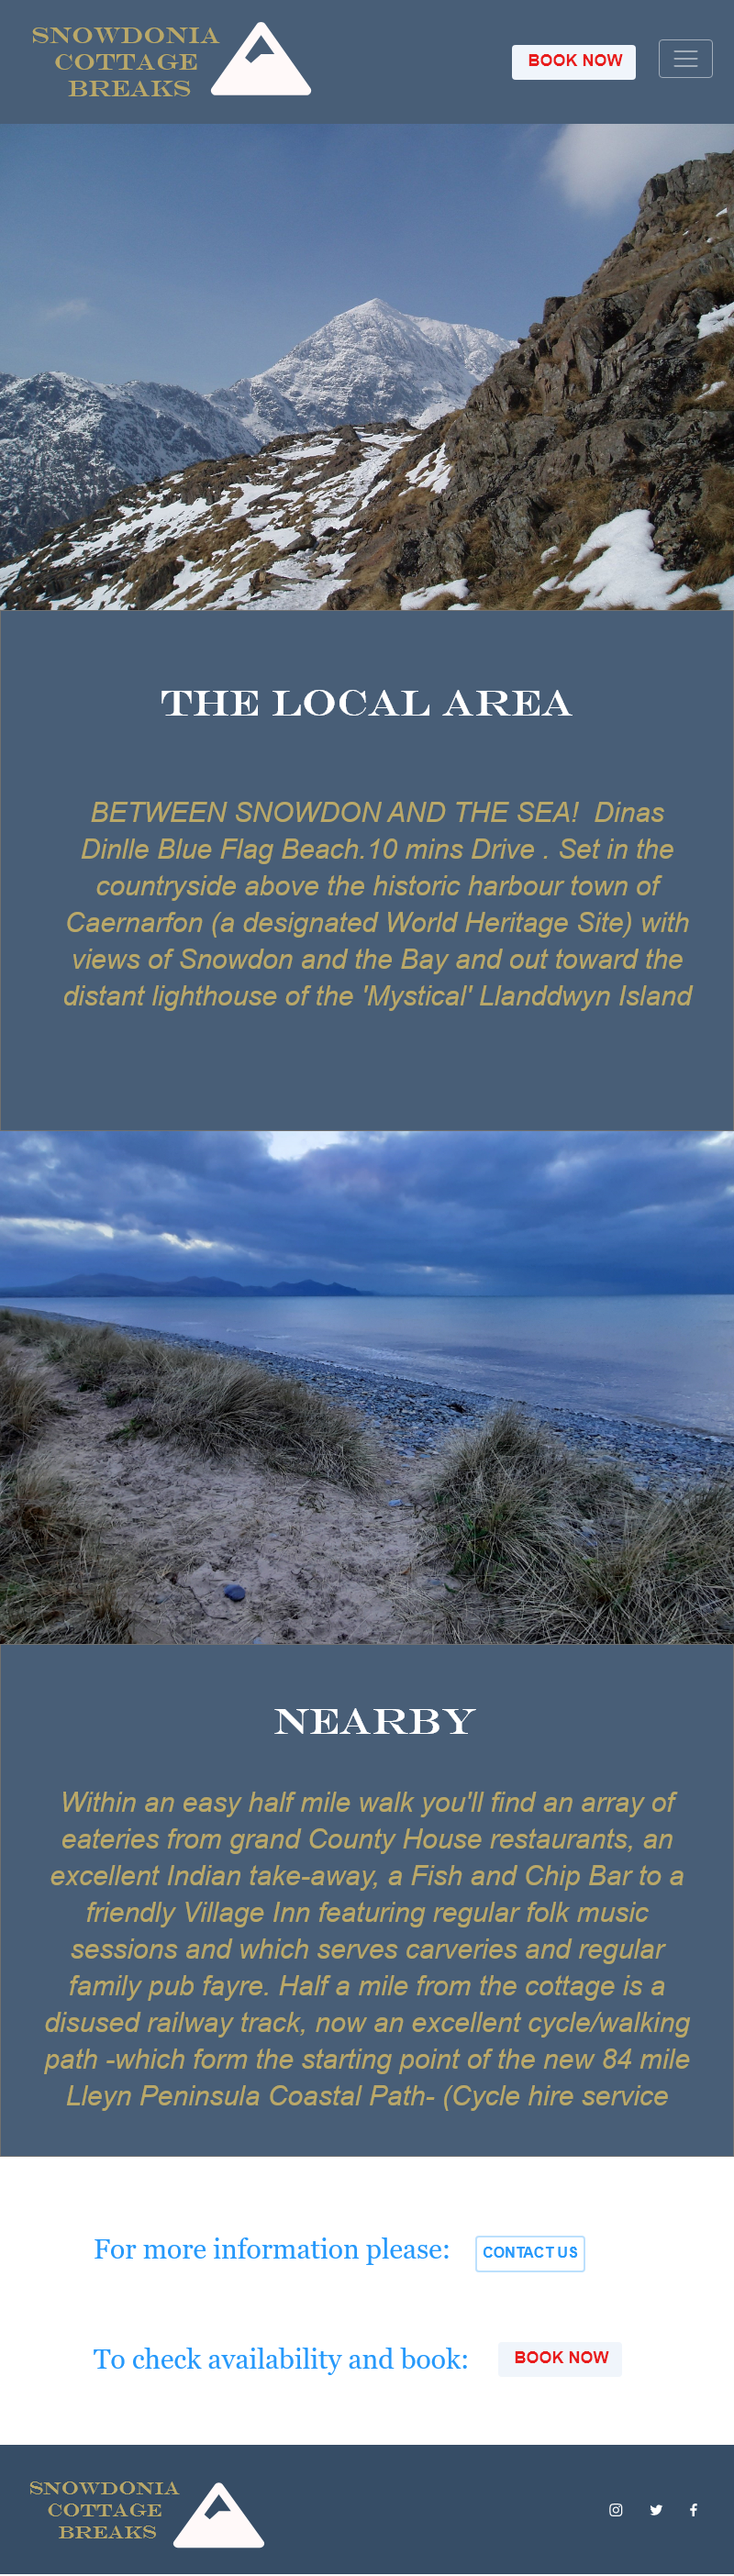 SNOWDONIA
COTTAGE
BREAKS
BOOK NOW
THE LOCAL AREA
BETWEEN SNOWDON AND THE SEA!  Dinas
Dinlle Blue Flag Beach.10 mins Drive . Set in the
countryside above the historic harbour town of
Caernarfon (a designated World Heritage Site) with
views of Snowdon and the Bay and out toward the
distant lighthouse of the 'Mystical' Llanddwyn Island
NEARBY
Within an easy half mile walk you'll find an array of
eateries from grand County House restaurants, an
excellent Indian take-away, a Fish and Chip Bar to a
friendly Village Inn featuring regular folk music
sessions and which serves carveries and regular
family pub fayre. Half a mile from the cottage is a
disused railway track, now an excellent cycle/walking
path -which form the starting point of the new 84 mile
Lleyn Peninsula Coastal Path- (Cycle hire service
For more information please:
CONTACT US
To check availability and book:
BOOK NOW
SNOWDONIA
COTTAGE
BREAKS